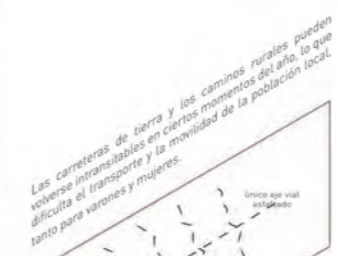 Las carreteras de tierra y los caminos rurales pueden
volverse intransitables en ciertos momentos del año, lo que
dificulta el transporte y la movilidad de la población local,
tanto para varones y mujeres.
único eje vial
asfaltado